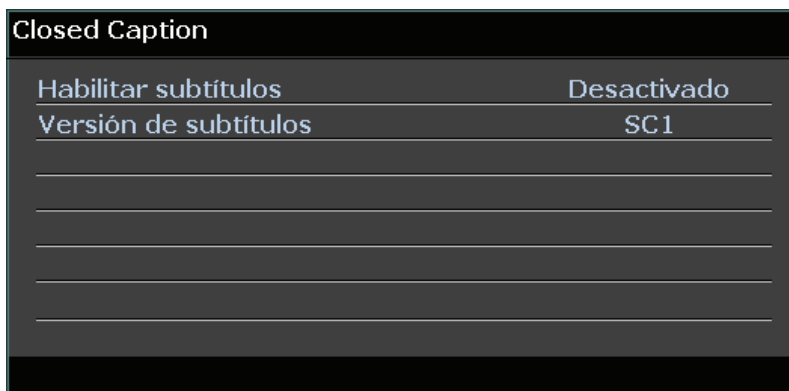 Closed Caption
Habilitar subtítulos Desactivado
Versión de subtítulos SC1